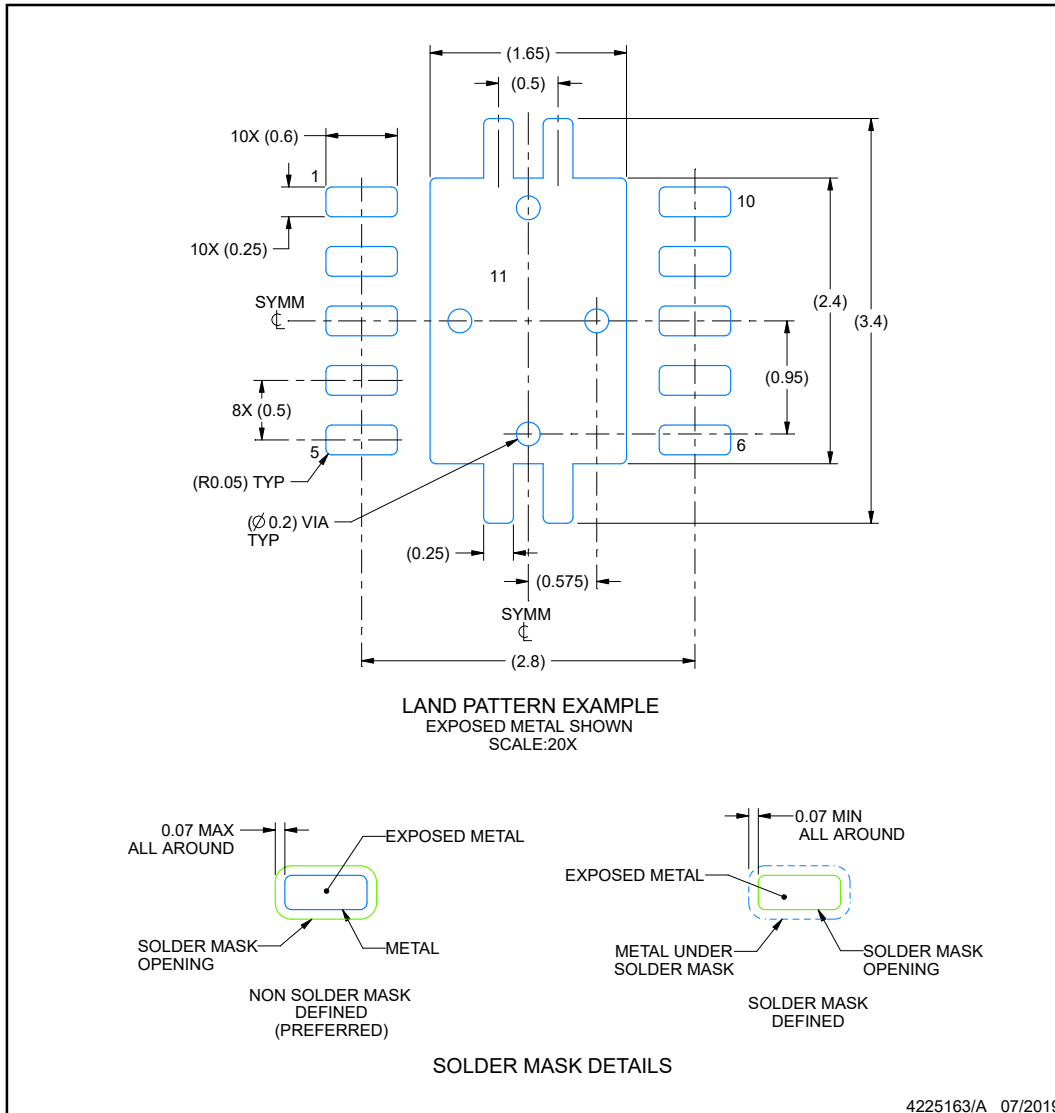 (1.65)
(0.5)
10X (0.6)
1
10
10X (0.25)
11
SYMM
℄
(2.4)
(3.4)
(0.95)
8X (0.5)
5
6
(R0.05) TYP
(∅ 0.2) VIA
TYP
(0.25)
(0.575)
SYMM
℄
(2.8)
LAND PATTERN EXAMPLE
EXPOSED METAL SHOWN
SCALE:20X
0.07 MAX
ALL AROUND
EXPOSED METAL
SOLDER MASK
OPENING
METAL
NON SOLDER MASK
DEFINED
(PREFERRED)
0.07 MIN
ALL AROUND
EXPOSED METAL
METAL UNDER
SOLDER MASK
SOLDER MASK
OPENING
SOLDER MASK
DEFINED
SOLDER MASK DETAILS
4225163/A 07/2019